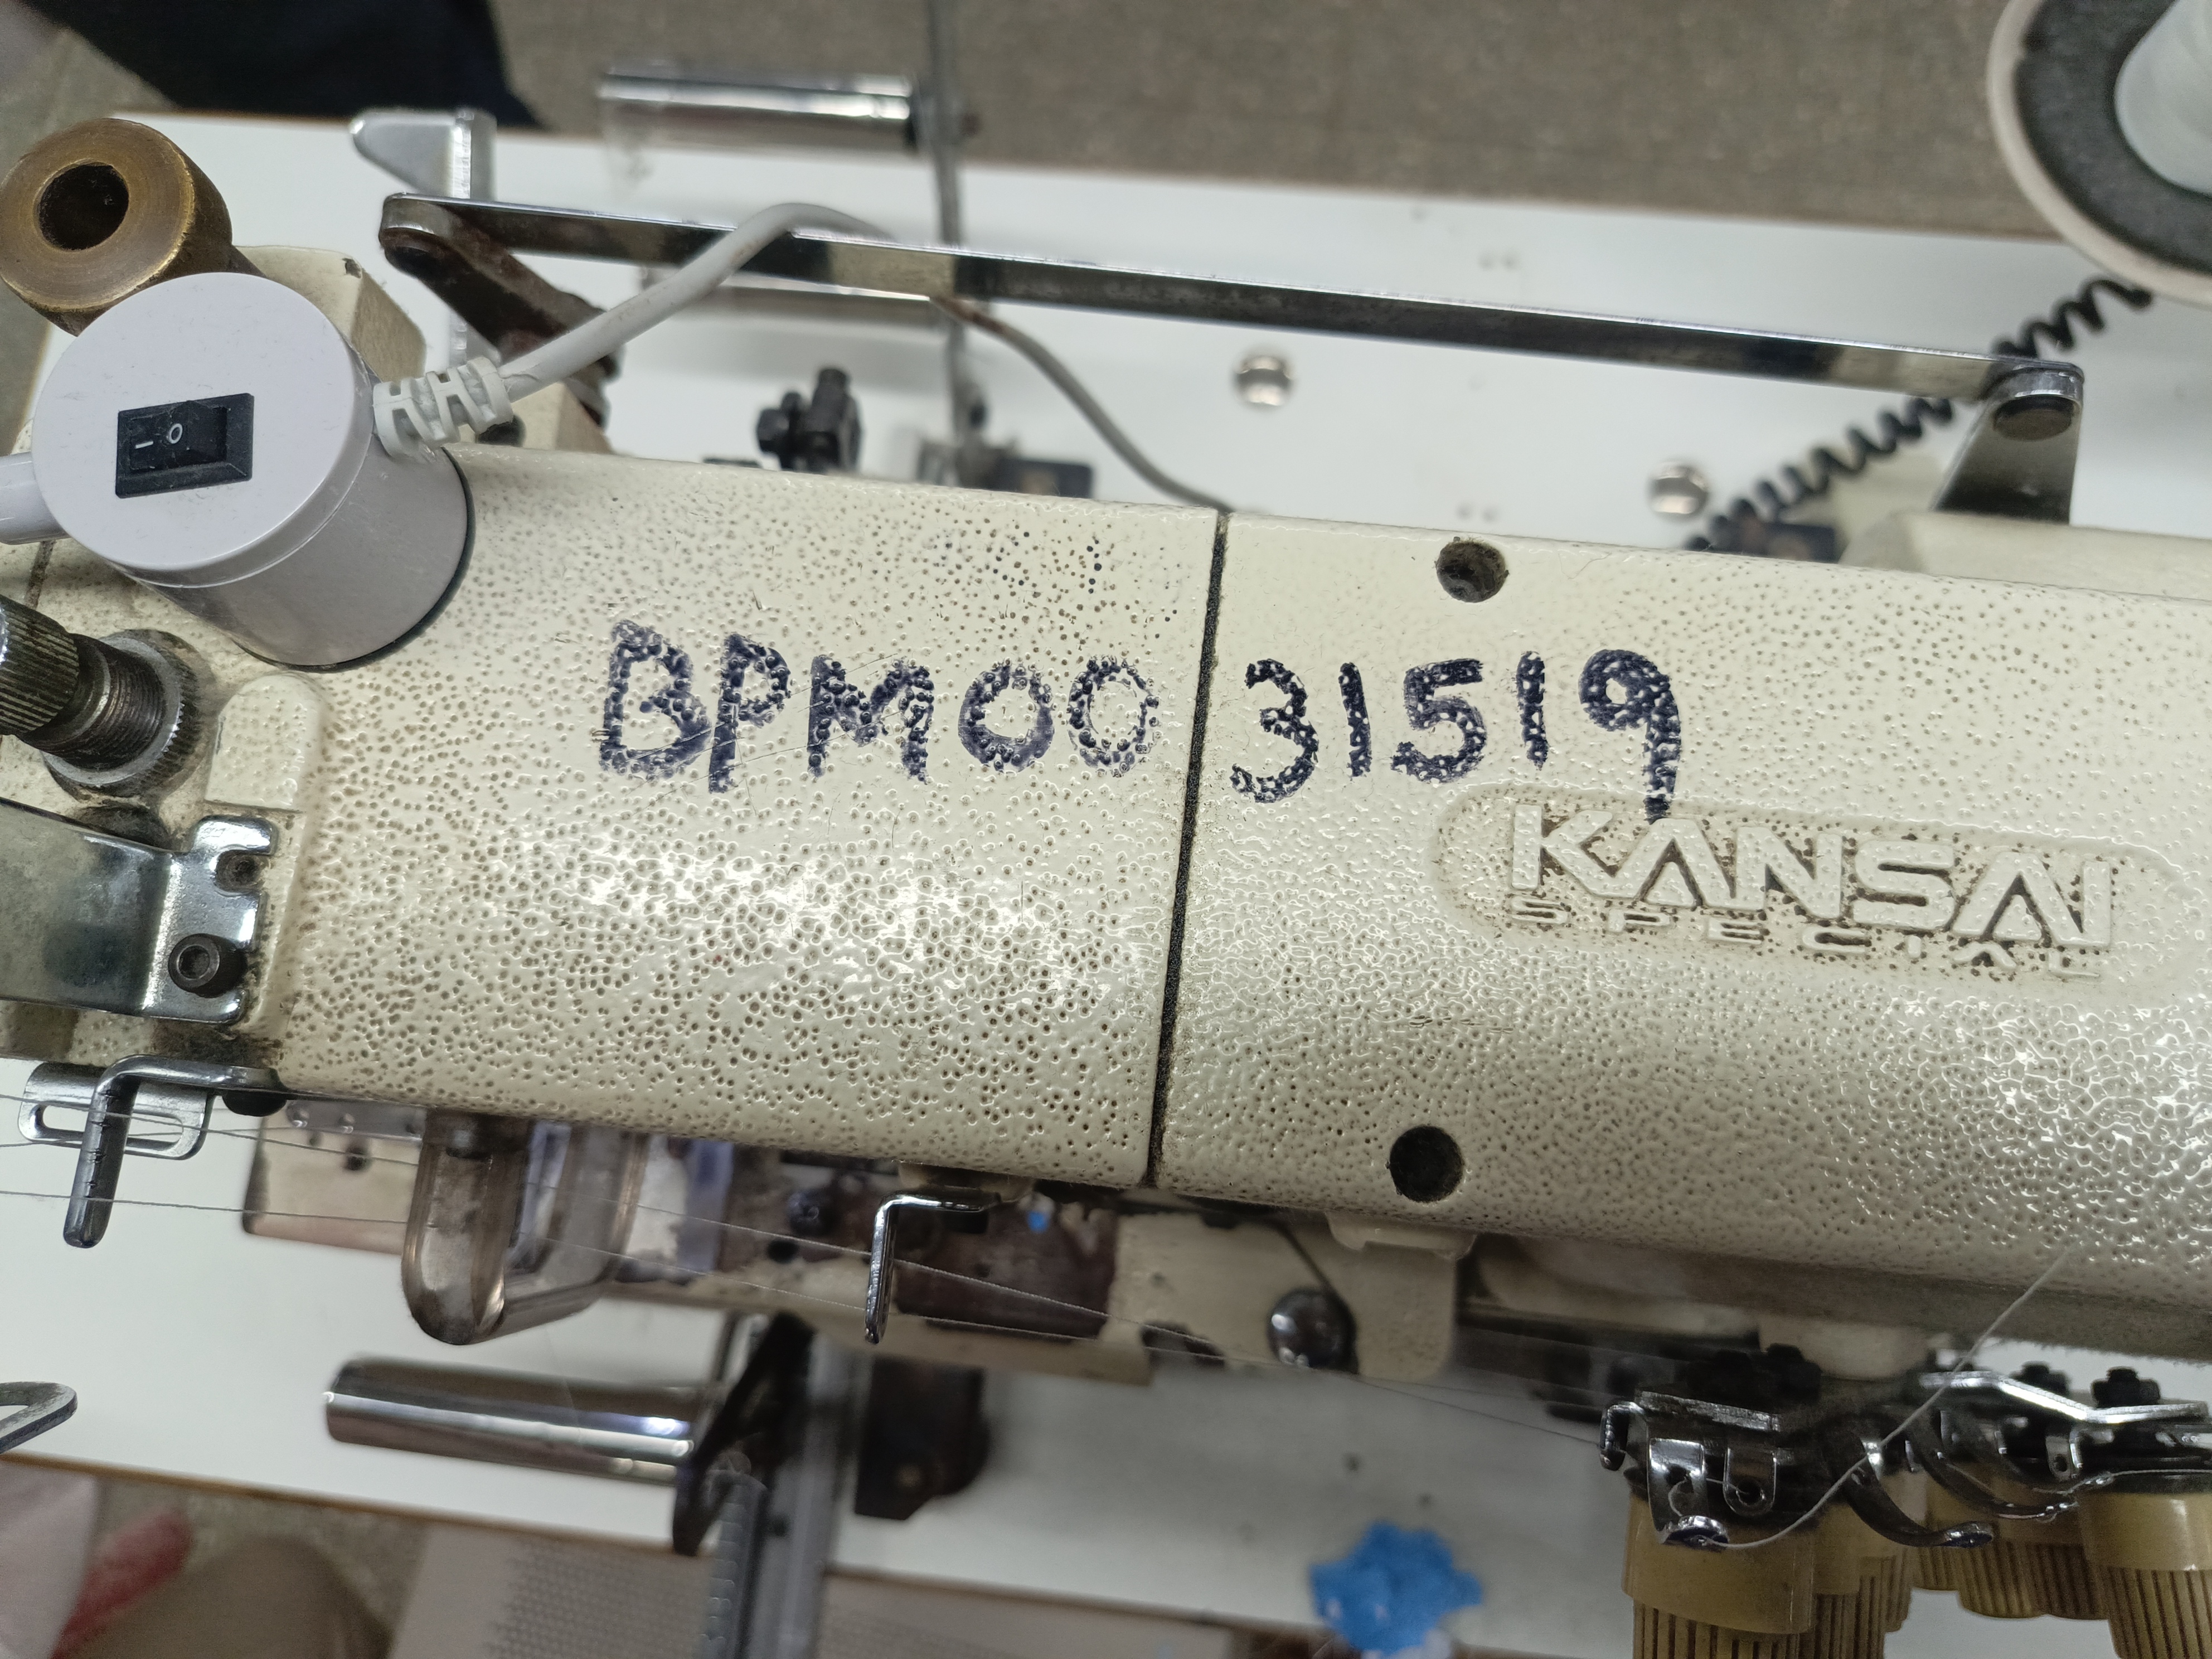 BPM00 31519
KANSAI
SPECIAL